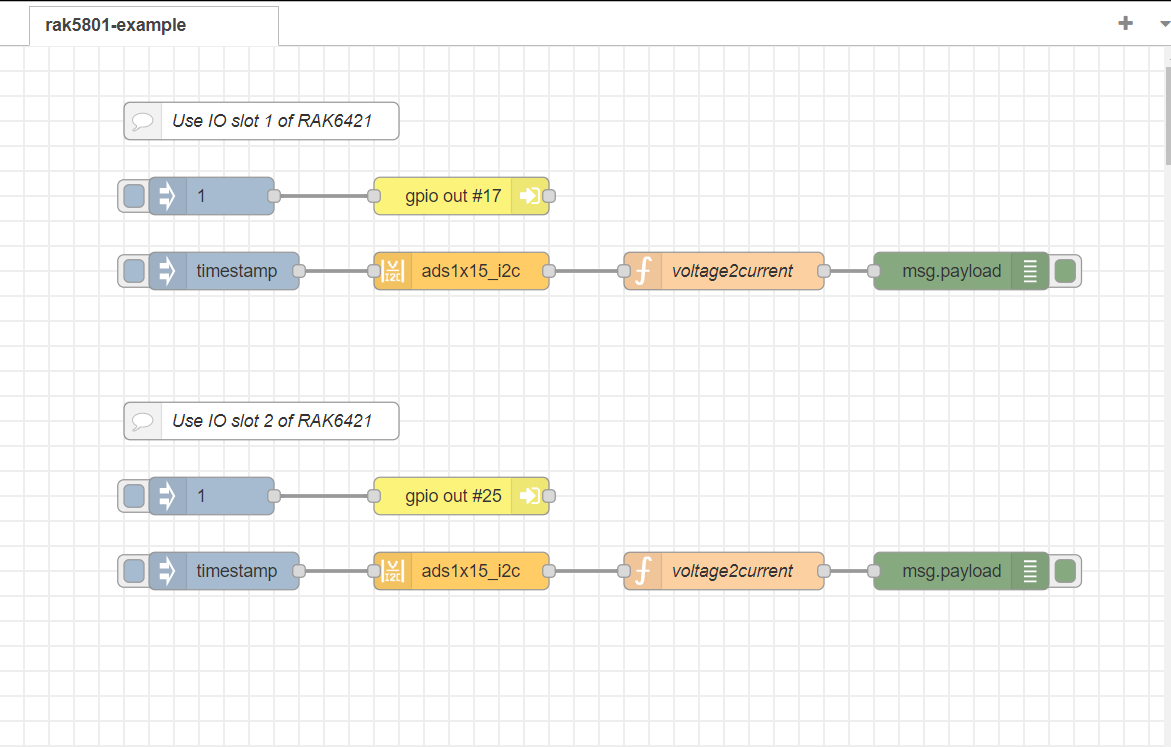 rak5801-example
Use IO slot 1 of RAK6421
1
gpio out #17
timestamp
ads1x15_i2c
voltage2current
msg.payload
Use IO slot 2 of RAK6421
1
gpio out #25
timestamp
ads1x15_i2c
voltage2current
msg.payload